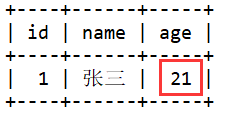 +----+------+-----+
| id | name | age |
+----+------+-----+
| 1 | 张三 | 21 |
+----+------+-----+